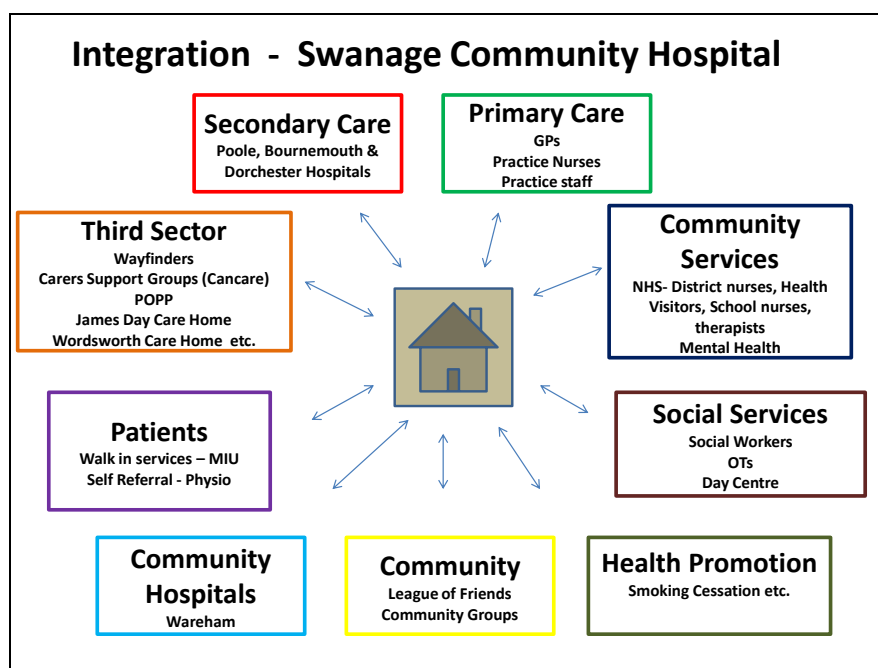 Integration - Swanage Community Hospital
Secondary Care
Poole, Bournemouth &
Dorchester Hospitals
Primary Care
GPs
Practice Nurses
Practice staff
Third Sector
Wayfinders
Carers Support Groups (Cancare)
POPP
James Day Care Home
Wordsworth Care Home etc.
Community
Services
NHS- District nurses, Health
Visitors, School nurses,
therapists
Mental Health
Patients
Walk in services – MIU
Self Referral - Physio
Social Services
Social Workers
OTs
Day Centre
Community
Hospitals
Wareham
Community
League of Friends
Community Groups
Health Promotion
Smoking Cessation etc.